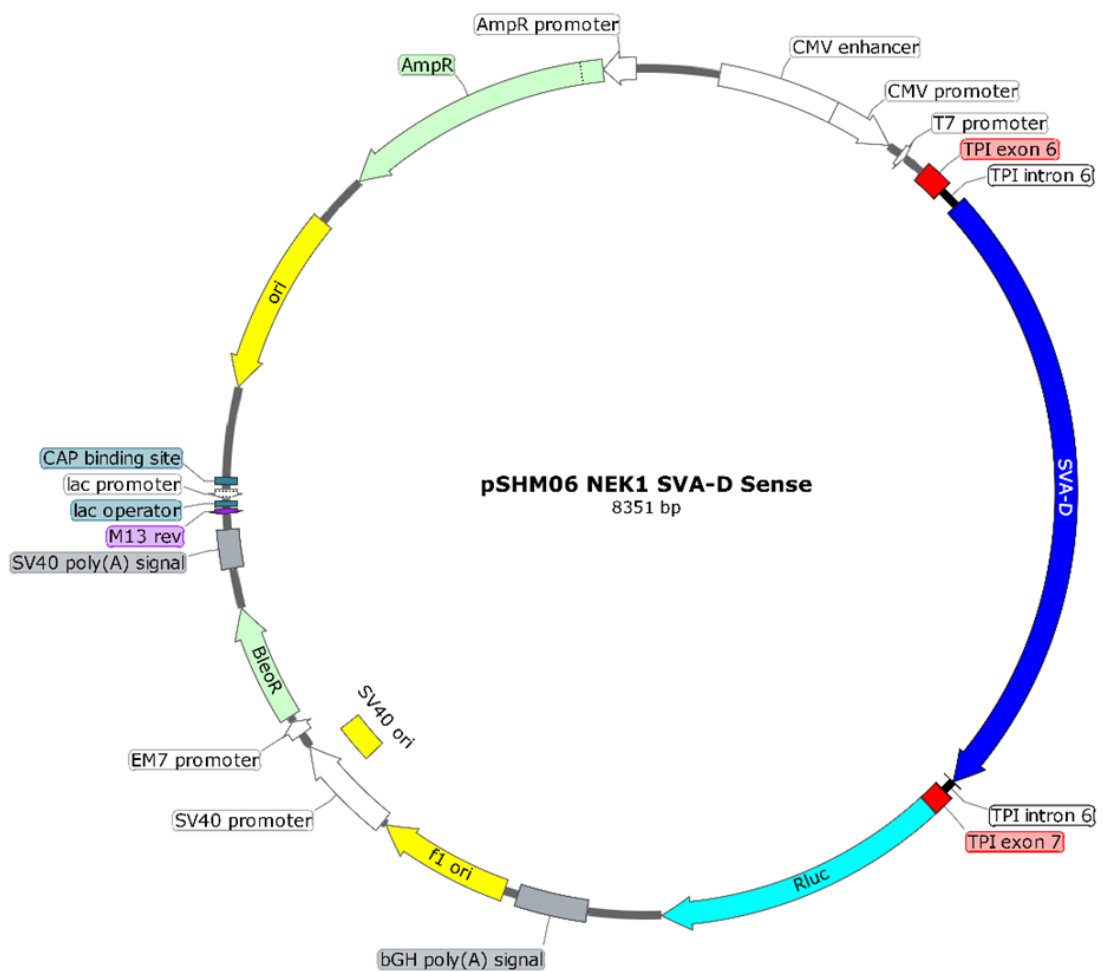 AmpR promoter
CMV enhancer
AmpR
CMV promoter
T7 promoter
TPI exon 6
TPI intron 6
ori
SVA-D
CAP binding site
lac promoter
lac operator
M13 rev
SV40 poly(A) signal
pSHM06 NEK1 SVA-D Sense
8351 bp
BleoR
SV40 ori
EM7 promoter
SV40 promoter
f1 ori
bGH poly(A) signal
Rluc
TPI intron 6
TPI exon 7